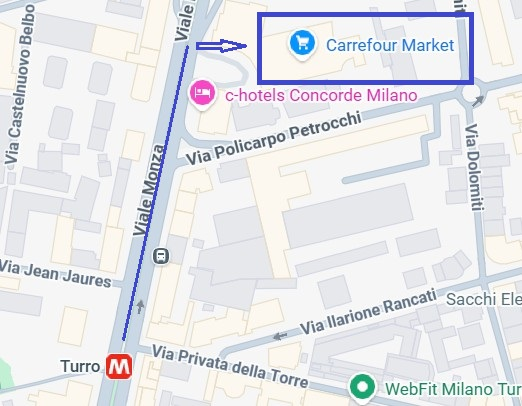 Viale
Carrefour Market
c-hotels Concorde Milano
Via Castelnuovo Belbo
Via Policarpo Petrocchi
Viale Monza
Via Dolomiti
Via Jean Jaures
Via Ilarione Rancati
Sacchi Ele
Turro
M
Via Privata della Torre
WebFit Milano Tur